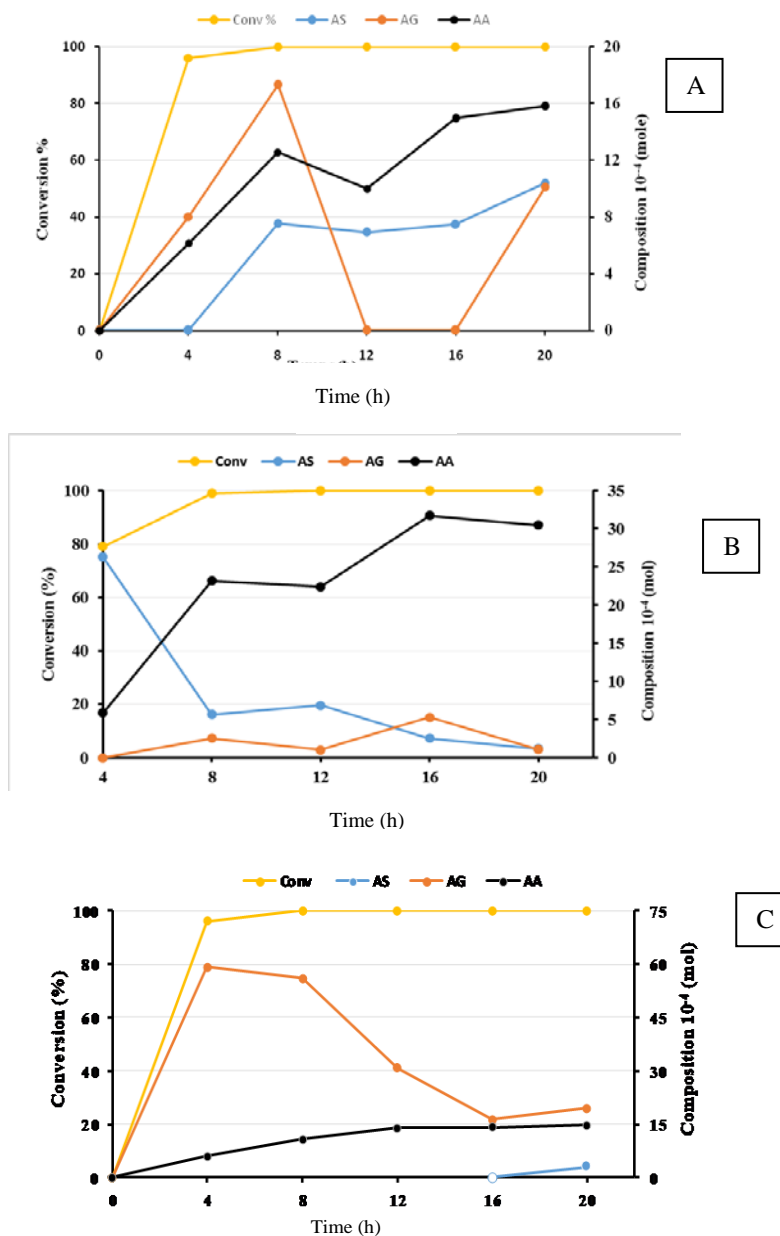 Conv % AS AG AA
A
100 20
80 16
60 12
40 8
20 4
0 0
Conversion %
Composition 10⁻⁴ (mole)
0 4 8 12 16 20
Time (h)
Conv AS AG AA
B
100 35
30
80 25
60 20
40 15
10
20 5
0 0
Conversion (%)
Composition 10⁻⁴ (mol)
4 8 12 16 20
Time (h)
Conv AS AG AA
C
100 75
80 60
60 45
40 30
20 15
0 0
Conversion (%)
Composition 10⁻⁴ (mol)
0 4 8 12 16 20
Time (h)